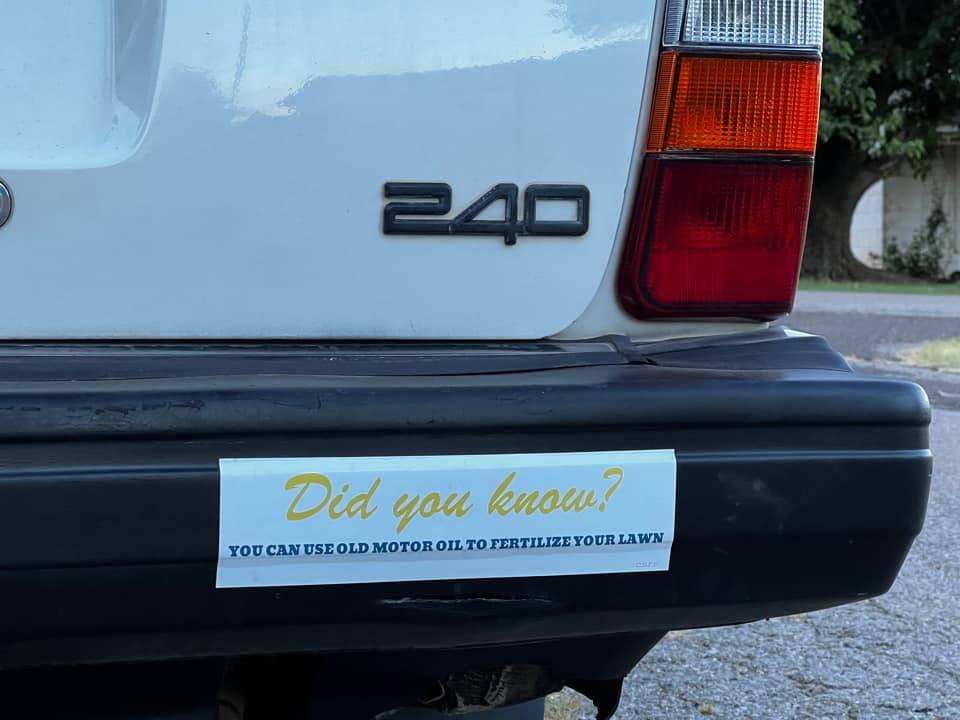 240
Did you know?
YOU CAN USE OLD MOTOR OIL TO FERTILIZE YOUR LAWN